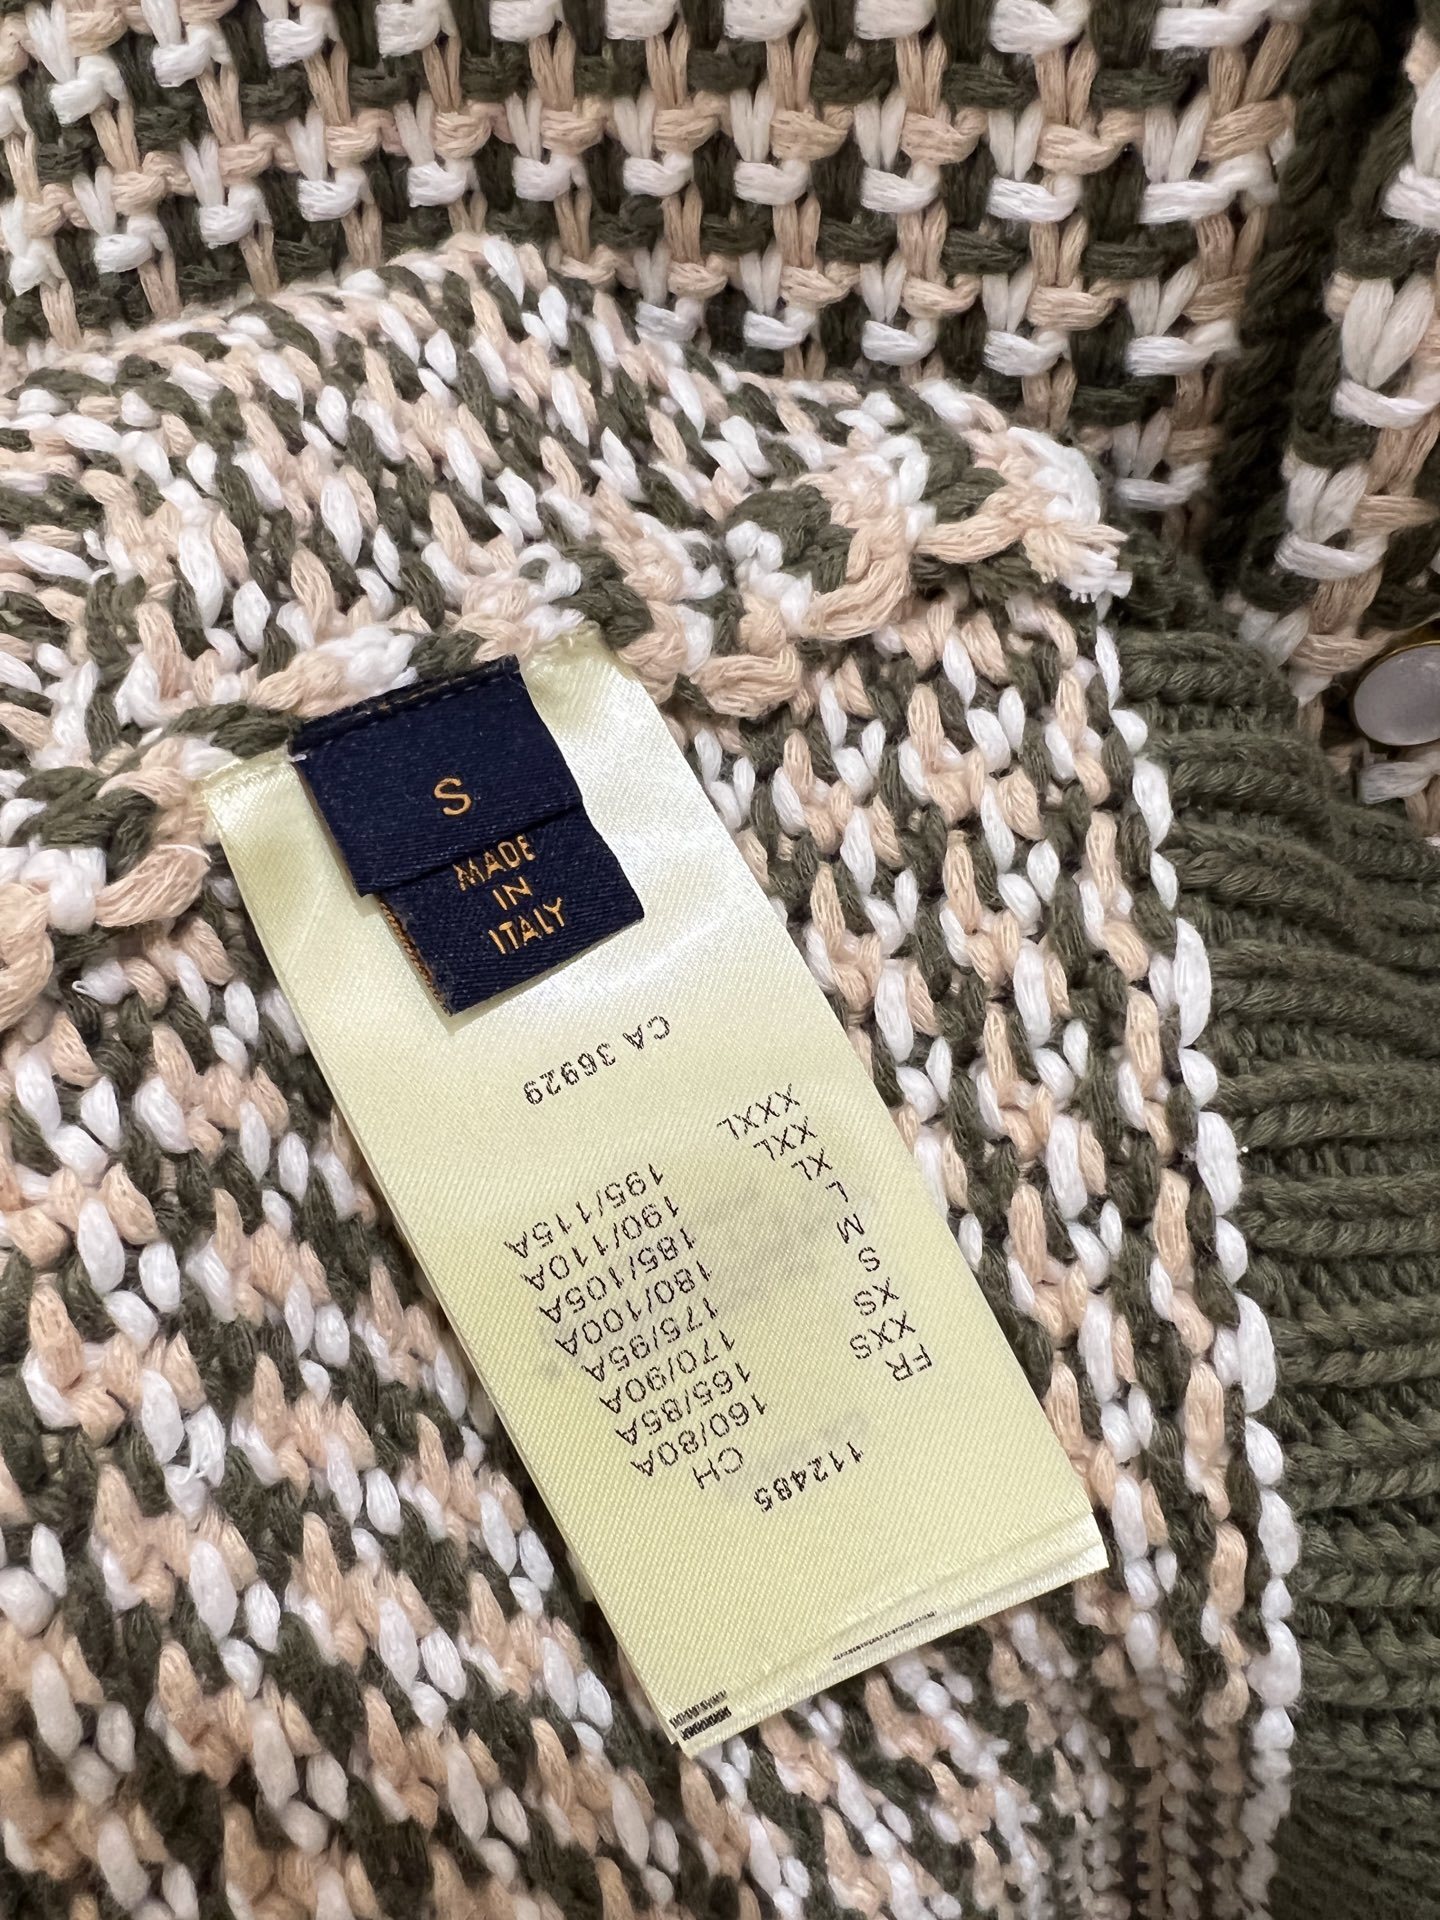 S
MADE
IN
ITALY
112485
FR CH
XXS 160/80A
XS 165/85A
S 170/90A
M 175/95A
L 180/100A
XL 185/105A
XXL 190/110A
XXXL 195/115A
CA 36929